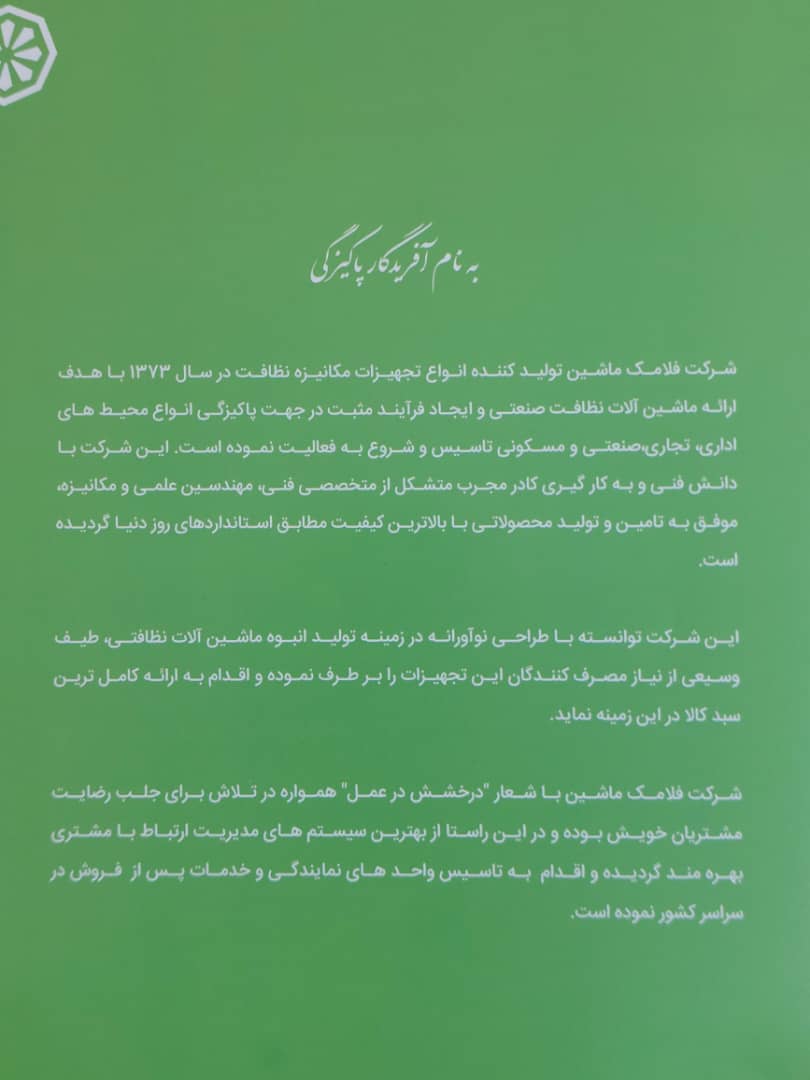 به نام آفریدگار پاکیزگی
شرکت فلامک ماشین تولید کننده انواع تجهیزات مکانیزه نظافت در سال ۱۳۷۳ با هدف
ارائه ماشین آلات نظافت صنعتی و ایجاد فرآیند مثبت در جهت پاکیزگی انواع محیط های
اداری، تجاری،صنعتی و مسکونی تاسیس و شروع به فعالیت نموده است. این شرکت با
دانش فنی و به کار گیری کادر مجرب متشکل از متخصصی فنی، مهندسین علمی و مکانیزه،
موفق به تامین و تولید محصولاتی با بالاترین کیفیت مطابق استانداردهای روز دنیا گردیده
است.
این شرکت توانسته با طراحی نوآورانه در زمینه تولید انبوه ماشین آلات نظافتی، طیف
وسیعی از نیاز مصرف کنندگان این تجهیزات را بر طرف نموده و اقدام به ارائه کامل ترین
سبد کالا در این زمینه نماید.
شرکت فلامک ماشین با شعار "درخشش در عمل" همواره در تلاش برای جلب رضایت
مشتریان خویش بوده و در این راستا از بهترین سیستم های مدیریت ارتباط با مشتری
بهره مند گردیده و اقدام به تاسیس واحد های نمایندگی و خدمات پس از فروش در
سراسر کشور نموده است.